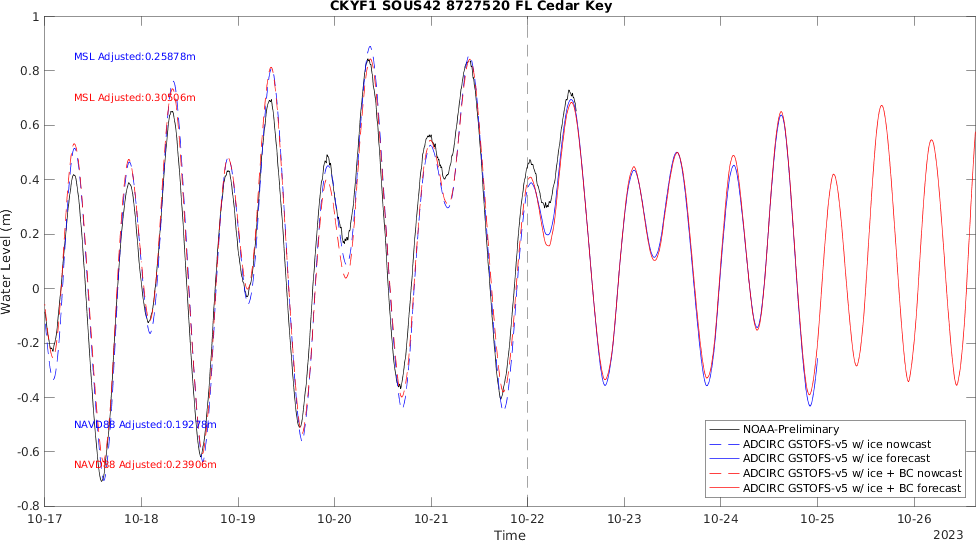 CKYF1 SOUS42 8727520 FL Cedar Key
1
0.8
0.6
0.4
0.2
0
-0.2
-0.4
-0.6
-0.8
Water Level (m)
MSL Adjusted:0.25878m
MSL Adjusted:0.30506m
NAVD88 Adjusted:0.19278m
NAVD88 Adjusted:0.23906m
NOAA-Preliminary
ADCIRC GSTOFS-v5 w/ ice nowcast
ADCIRC GSTOFS-v5 w/ ice forecast
ADCIRC GSTOFS-v5 w/ ice + BC nowcast
ADCIRC GSTOFS-v5 w/ ice + BC forecast
10-17 10-18 10-19 10-20 10-21 10-22 10-23 10-24 10-25 10-26
Time
2023